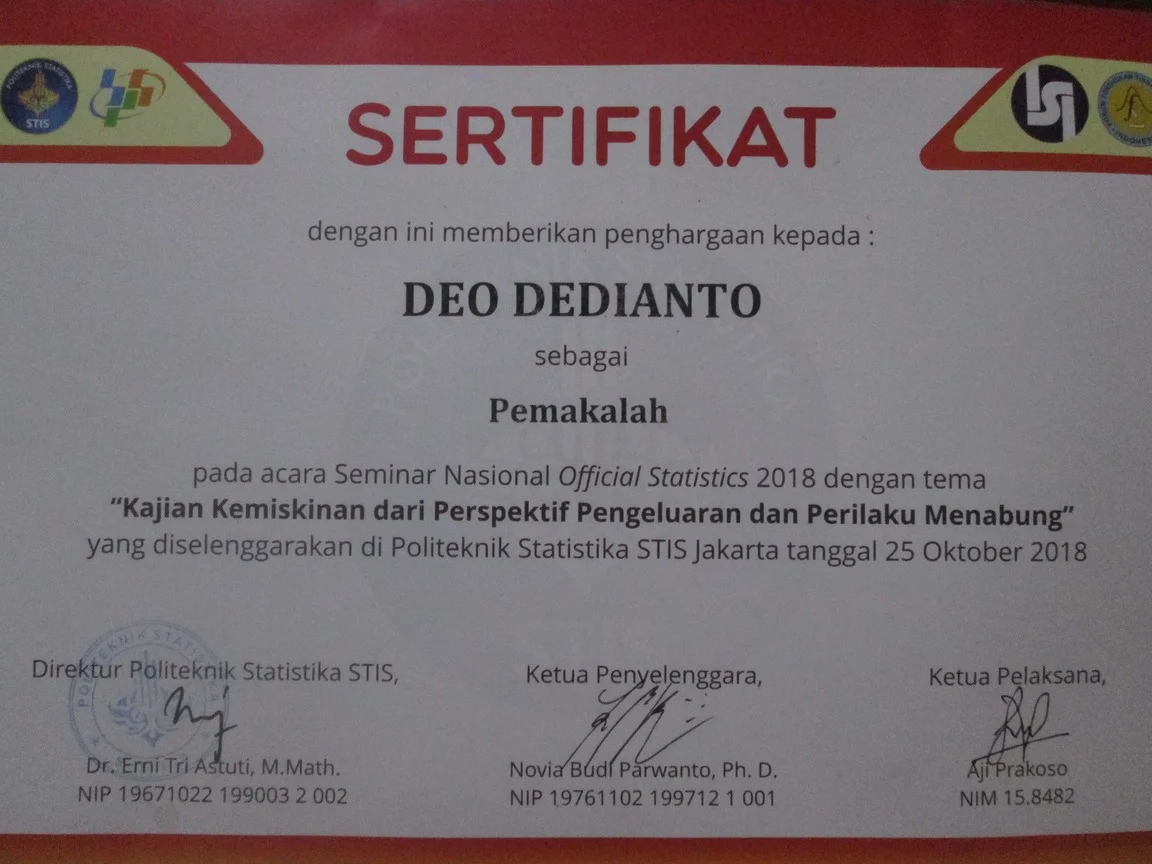 POLITEKNIK STATISTIKA
STIS
SERTIFIKAT
dengan ini memberikan penghargaan kepada :
DEO DEDIANTO
sebagai
Pemakalah
pada acara Seminar Nasional Official Statistics 2018 dengan tema
“Kajian Kemiskinan dari Perspektif Pengeluaran dan Perilaku Menabung”
yang diselenggarakan di Politeknik Statistika STIS Jakarta tanggal 25 Oktober 2018
Direktur Politeknik Statistika STIS,
Dr. Erni Tri Astuti, M.Math.
NIP 19671022 199003 2 002
Ketua Penyelenggara,
Novia Budi Parwanto, Ph. D.
NIP 19761102 199712 1 001
Ketua Pelaksana,
Aji Prakoso
NIM 15.8482